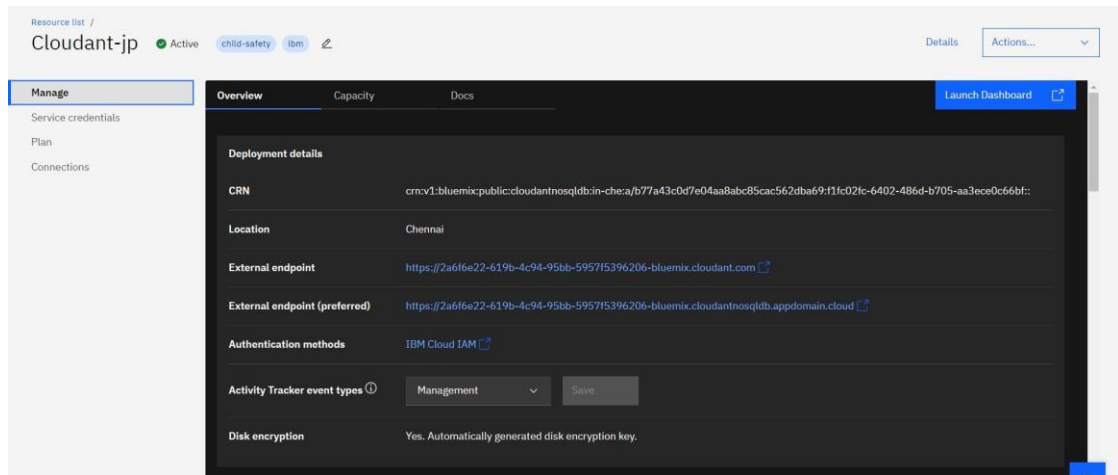 Resource list /
Cloudant-jp Active child-safety ibm Details Actions...
Manage
Service credentials
Plan
Connections
Overview Capacity Docs Launch Dashboard
Deployment details
CRN crn:v1:bluemix:public:cloudantnosqldb:in-che:a/b77a43c0d7e04aa8abc85cac562dba69:f1fc02fc-6402-486d-b705-aa3ece0c66bf::
Location Chennai
External endpoint https://2a6f6e22-619b-4c94-95bb-5957f5396206-bluemix.cloudant.com
External endpoint (preferred) https://2a6f6e22-619b-4c94-95bb-5957f5396206-bluemix.cloudantnosqldb.appdomain.cloud
Authentication methods IBM Cloud IAM
Activity Tracker event types Management Save
Disk encryption Yes. Automatically generated disk encryption key.